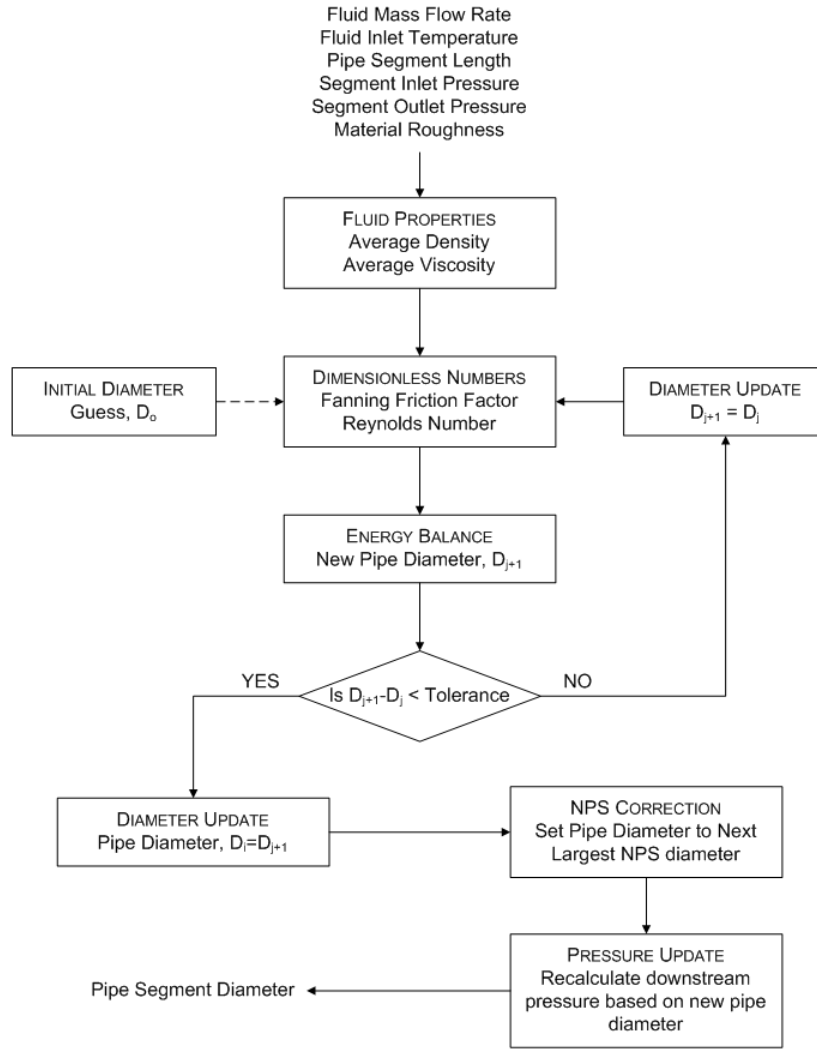 Fluid Mass Flow Rate
Fluid Inlet Temperature
Pipe Segment Length
Segment Inlet Pressure
Segment Outlet Pressure
Material Roughness
FLUID PROPERTIES
Average Density
Average Viscosity
INITIAL DIAMETER
Guess, Do
DIMENSIONLESS NUMBERS
Fanning Friction Factor
Reynolds Number
DIAMETER UPDATE
Dj+1 = Dj
ENERGY BALANCE
New Pipe Diameter, Dj+1
YES
Is Dj+1-Dj < Tolerance
NO
DIAMETER UPDATE
Pipe Diameter, Di=Dj+1
NPS CORRECTION
Set Pipe Diameter to Next
Largest NPS diameter
PRESSURE UPDATE
Recalculate downstream
pressure based on new pipe
diameter
Pipe Segment Diameter